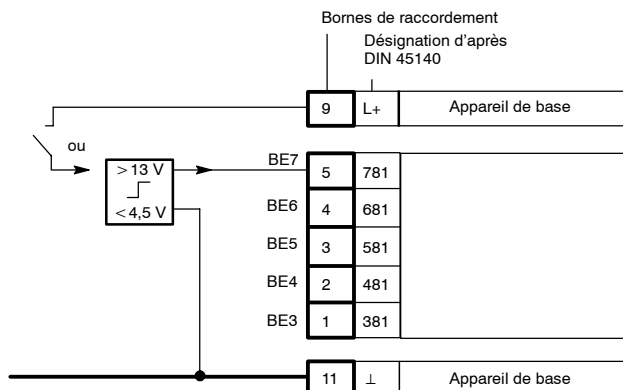 Bornes de raccordement
Désignation d'après
DIN 45140
9 L+ Appareil de base
ou
>13 V
<4,5 V
BE7 5 781
BE6 4 681
BE5 3 581
BE4 2 481
BE3 1 381
11 ⊥ Appareil de base